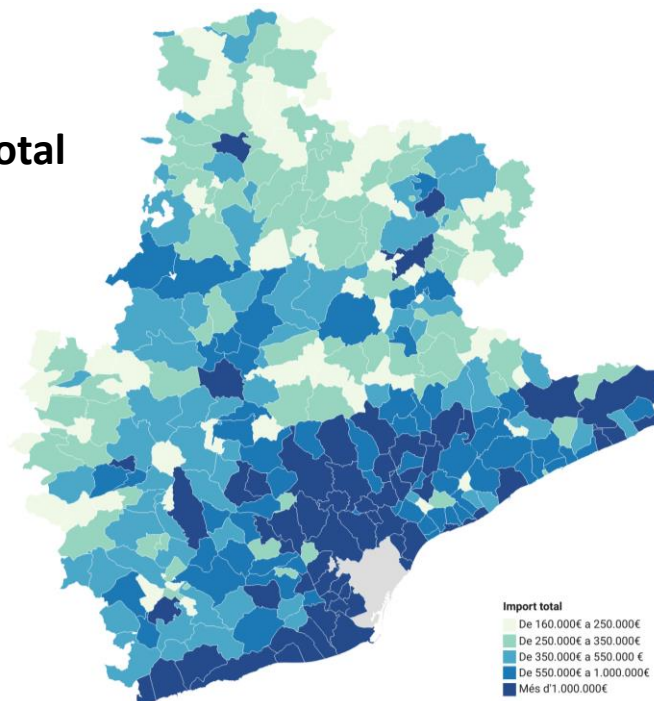 otal
Import total
De 160.000€ a 250.000€
De 250.000€ a 350.000€
De 350.000€ a 550.000 €
De 550.000€ a 1.000.000€
Més d'1.000.000€